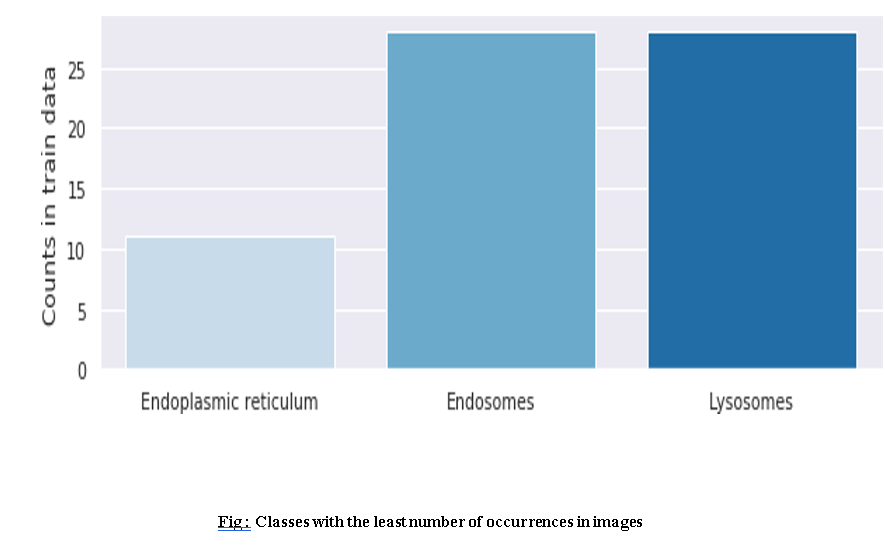 Counts in train data
25
20
15
10
5
0
Endoplasmic reticulum Endosomes Lysosomes
Fig: Classes with the least number of occurrences in images